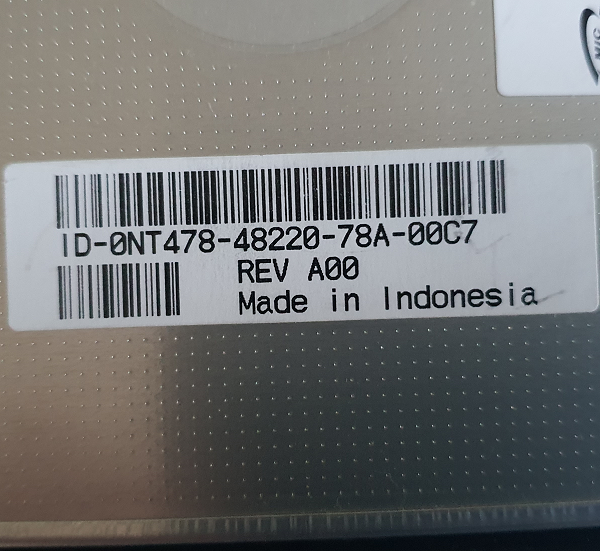 ID-0NT478-48220-78A-00C7
REV A00
Made in Indonesia